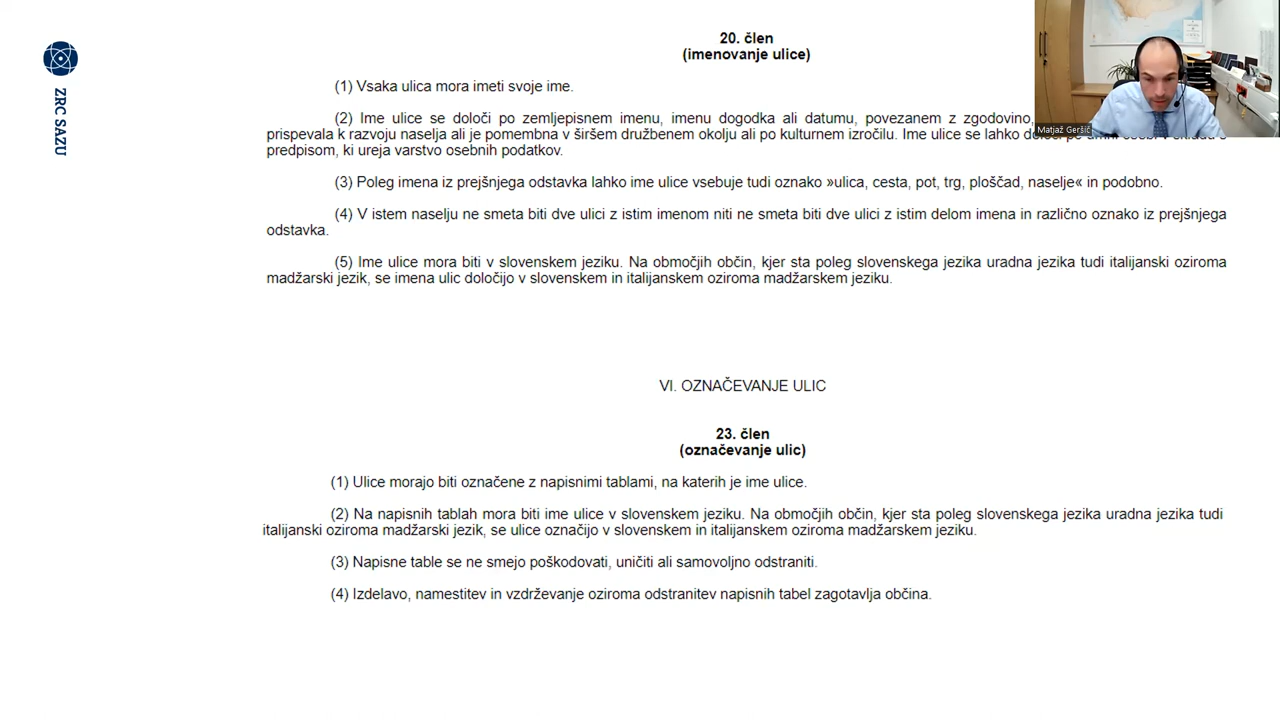 ZRC SAZU
20. člen
(imenovanje ulice)
(1) Vsaka ulica mora imeti svoje ime.
(2) Ime ulice se določi po zemljepisnem imenu, imenu dogodka ali datumu, povezanem z zgodovino,
prispevala k razvoju naselja ali je pomembna v širšem družbenem okolju ali po kulturnem izročilu. Ime ulice se lahko
predpisom, ki ureja varstvo osebnih podatkov.
(3) Poleg imena iz prejšnjega odstavka lahko ime ulice vsebuje tudi oznako »ulica, cesta, pot, trg, ploščad, naselje« in podobno.
(4) V istem naselju ne smeta biti dve ulici z istim imenom niti ne smeta biti dve ulici z istim delom imena in različno oznako iz prejšnjega
odstavka.
(5) Ime ulice mora biti v slovenskem jeziku. Na območjih občin, kjer sta poleg slovenskega jezika uradna jezika tudi italijanski oziroma
madžarski jezik, se imena ulic določijo v slovenskem in italijanskem oziroma madžarskem jeziku.
VI. OZNAČEVANJE ULIC
23. člen
(označevanje ulic)
(1) Ulice morajo biti označene z napisnimi tablami, na katerih je ime ulice.
(2) Na napisnih tablah mora biti ime ulice v slovenskem jeziku. Na območjih občin, kjer sta poleg slovenskega jezika uradna jezika tudi
italijanski oziroma madžarski jezik, se ulice označijo v slovenskem in italijanskem oziroma madžarskem jeziku.
(3) Napisne table se ne smejo poškodovati, uničiti ali samovoljno odstraniti.
(4) Izdelavo, namestitev in vzdrževanje oziroma odstranitev napisnih tabel zagotavlja občina.
Matjaž Geršič